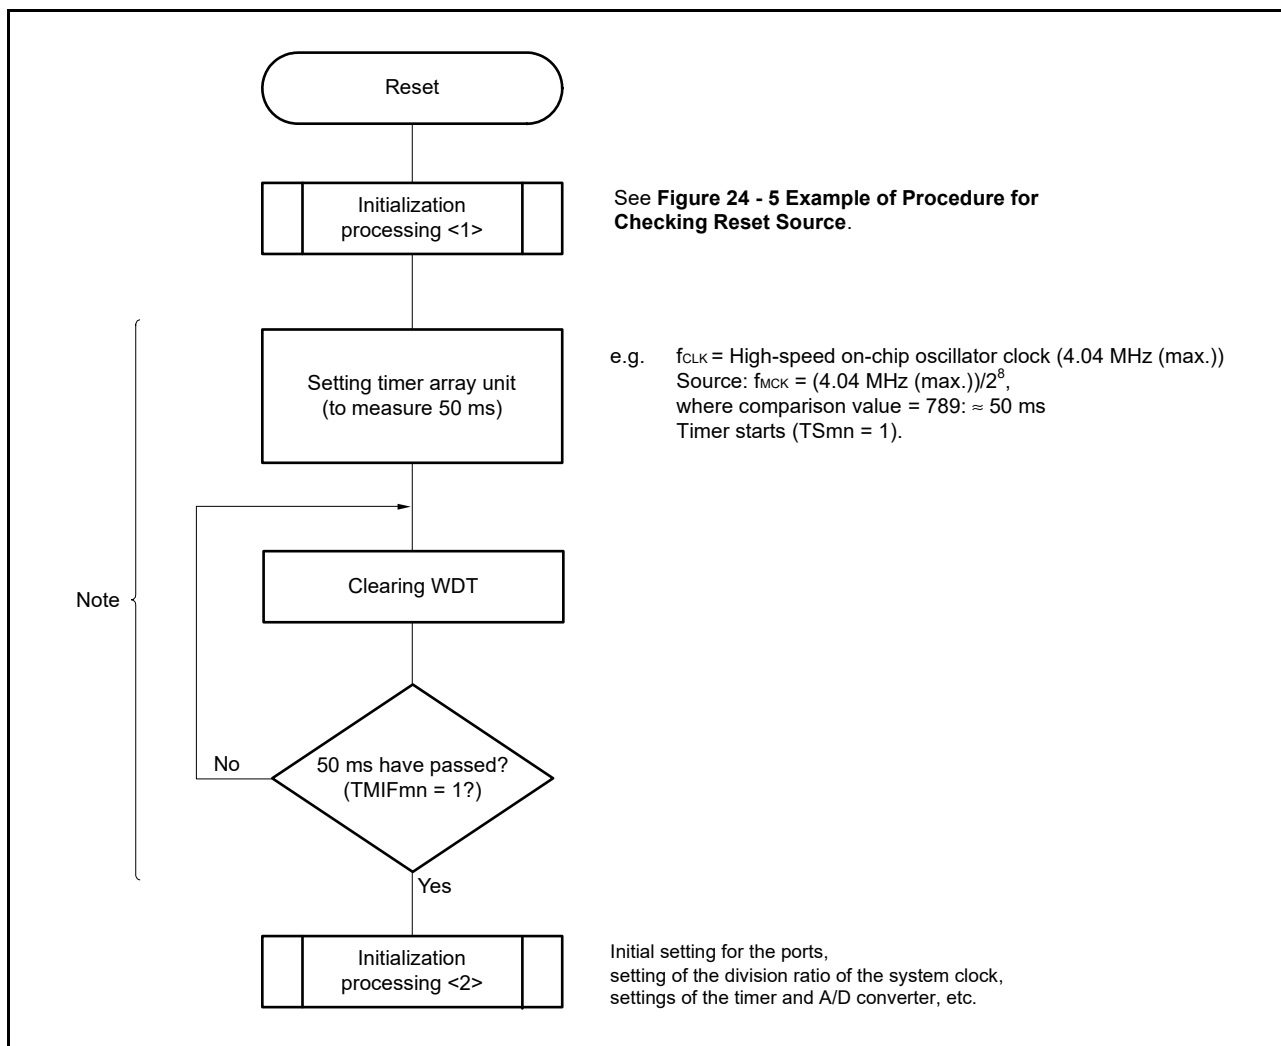 Reset
Initialization
processing <1>
See Figure 24 - 5 Example of Procedure for
Checking Reset Source.
Setting timer array unit
(to measure 50 ms)
e.g. fCLK = High-speed on-chip oscillator clock (4.04 MHz (max.))
Source: fMCK = (4.04 MHz (max.))/2⁸,
where comparison value = 789: ≈ 50 ms
Timer starts (TSmn = 1).
Clearing WDT
Note
No
50 ms have passed?
(TMIFmn = 1?)
Yes
Initialization
processing <2>
Initial setting for the ports,
setting of the division ratio of the system clock,
settings of the timer and A/D converter, etc.